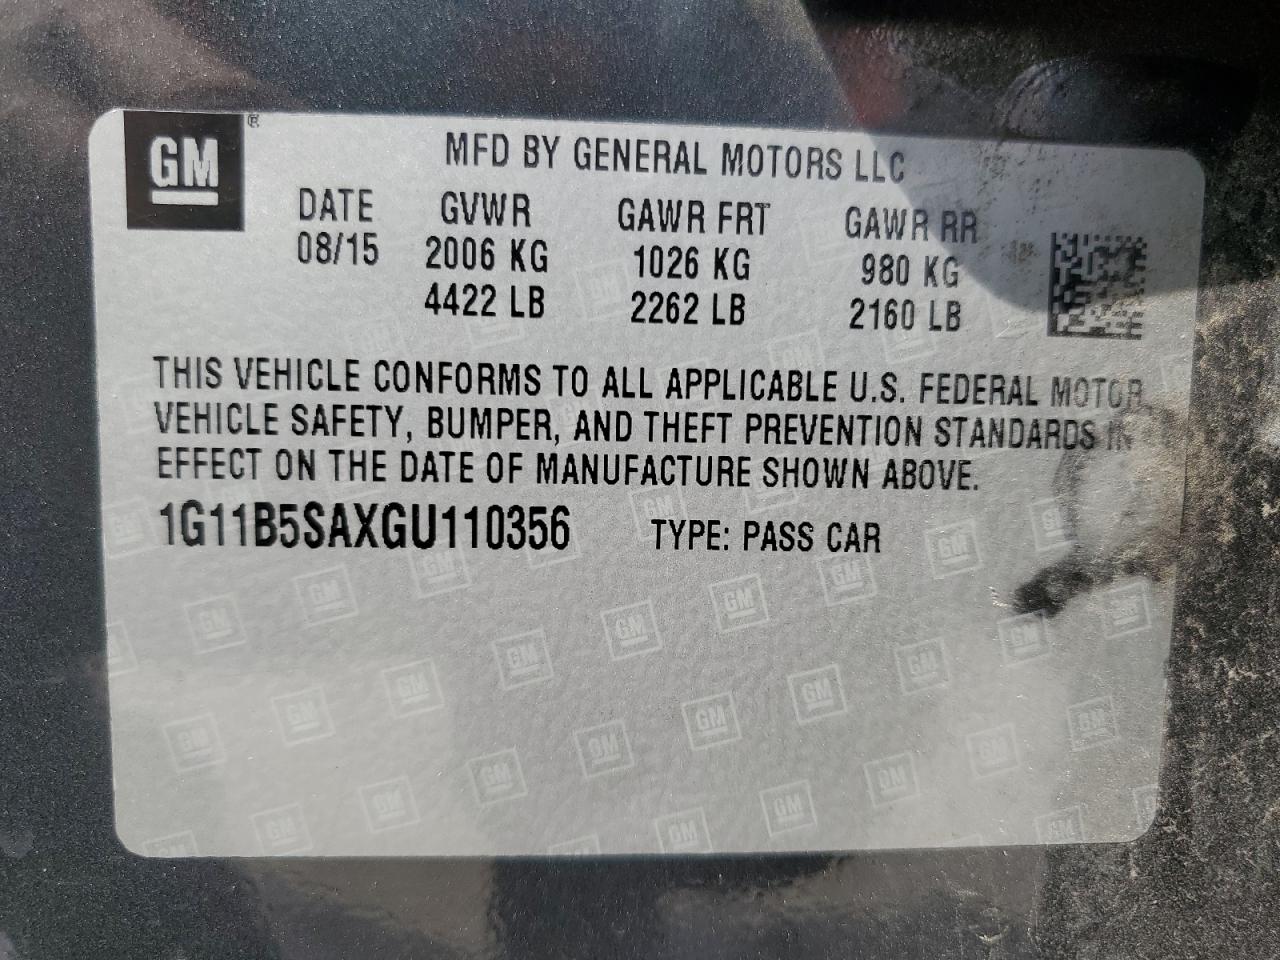 GM ®
MFD BY GENERAL MOTORS LLC
DATE GVWR GAWR FRT GAWR RR
08/15 2006 KG 1026 KG 980 KG
4422 LB 2262 LB 2160 LB
THIS VEHICLE CONFORMS TO ALL APPLICABLE U.S. FEDERAL MOTOR
VEHICLE SAFETY, BUMPER, AND THEFT PREVENTION STANDARDS IN
EFFECT ON THE DATE OF MANUFACTURE SHOWN ABOVE.
1G11B5SAXGU110356 TYPE: PASS CAR